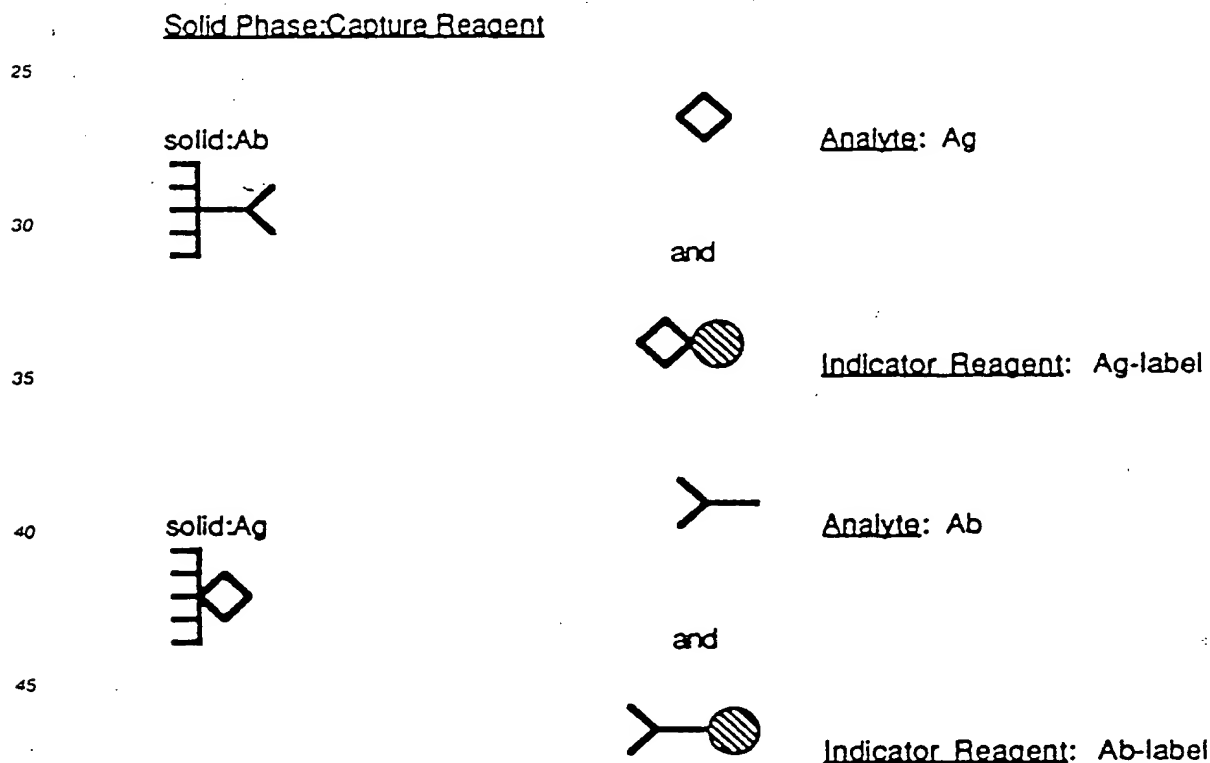 Solid Phase:Capture Reagent
25
solid:Ab
Analyte: Ag
30
and
35
Indicator Reagent: Ag-label
40
solid:Ag
Analyte: Ab
and
45
Indicator Reagent: Ab-label